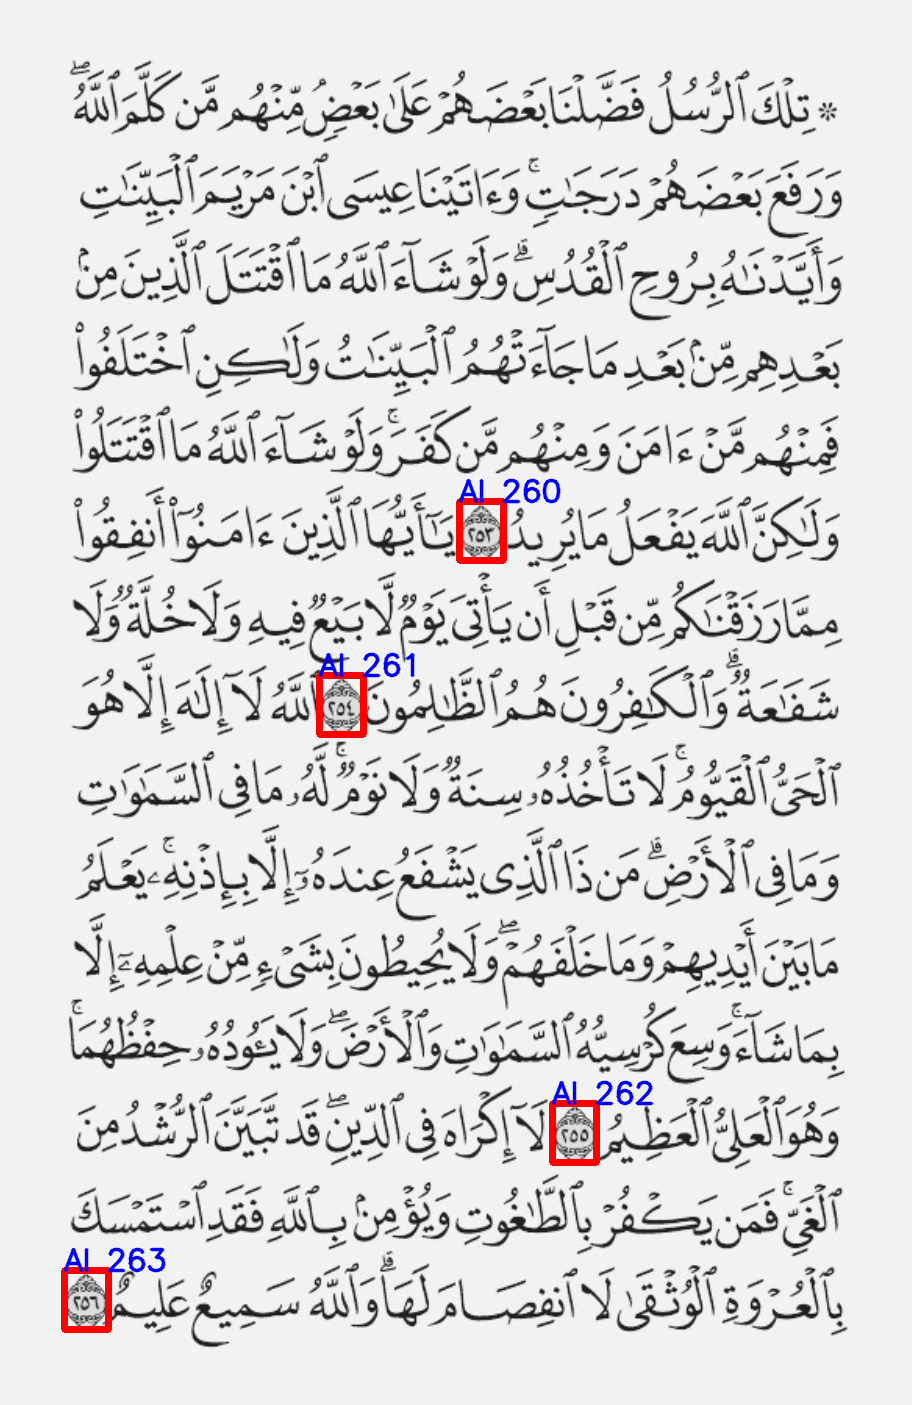 * تِلْكَ ٱلرُّسُلُ فَضَّلْنَا بَعْضَهُمْ عَلَىٰ بَعْضٍۢ مِّنْهُم مَّن كَلَّمَ ٱللَّهُ ۖ
وَرَفَعَ بَعْضَهُمْ دَرَجَٰتٍۢ ۚ وَءَاتَيْنَا عِيسَى ٱبْنَ مَرْيَمَ ٱلْبَيِّنَٰتِ
وَأَيَّدْنَٰهُ بِرُوحِ ٱلْقُدُسِ ۗ وَلَوْ شَآءَ ٱللَّهُ مَا ٱقْتَتَلَ ٱلَّذِينَ مِنۢ
بَعْدِهِم مِّنۢ بَعْدِ مَا جَآءَتْهُمُ ٱلْبَيِّنَٰتُ وَلَٰكِنِ ٱخْتَلَفُوا۟
فَمِنْهُم مَّنْ ءَامَنَ وَمِنْهُم مَّن كَفَرَ ۚ وَلَوْ شَآءَ ٱللَّهُ مَا ٱقْتَتَلُوا۟
AI 260
وَلَٰكِنَّ ٱللَّهَ يَفْعَلُ مَا يُرِيدُ ٢٥٣ يَٰٓأَيُّهَا ٱلَّذِينَ ءَامَنُوٓا۟ أَنفِقُوا۟
مِمَّا رَزَقْنَٰكُم مِّن قَبْلِ أَن يَأْتِىَ يَوْمٌۭ لَّا بَيْعٌۭ فِيهِ وَلَا خُلَّةٌۭ وَلَا
AI 261
شَفَٰعَةٌۭ ۗ وَٱلْكَٰفِرُونَ هُمُ ٱلظَّٰلِمُونَ ٢٥٤ ٱللَّهُ لَآ إِلَٰهَ إِلَّا هُوَ
ٱلْحَىُّ ٱلْقَيُّومُ ۚ لَا تَأْخُذُهُۥ سِنَةٌۭ وَلَا نَوْمٌۭ ۚ لَّهُۥ مَا فِى ٱلسَّمَٰوَٰتِ
وَمَا فِى ٱلْأَرْضِ ۗ مَن ذَا ٱلَّذِى يَشْفَعُ عِندَهُۥٓ إِلَّا بِإِذْنِهِۦ ۚ يَعْلَمُ
مَا بَيْنَ أَيْدِيهِمْ وَمَا خَلْفَهُمْ ۖ وَلَا يُحِيطُونَ بِشَىْءٍۢ مِّنْ عِلْمِهِۦٓ إِلَّا
بِمَا شَآءَ ۚ وَسِعَ كُرْسِيُّهُ ٱلسَّمَٰوَٰتِ وَٱلْأَرْضَ ۖ وَلَا يَـُٔودُهُۥ حِفْظُهُمَا ۚ
AI 262
وَهُوَ ٱلْعَلِىُّ ٱلْعَظِيمُ ٢٥٥ لَآ إِكْرَاهَ فِى ٱلدِّينِ ۖ قَد تَّبَيَّنَ ٱلرُّشْدُ مِنَ
ٱلْغَىِّ ۚ فَمَن يَكْفُرْ بِٱلطَّٰغُوتِ وَيُؤْمِنۢ بِٱللَّهِ فَقَدِ ٱسْتَمْسَكَ
AI 263
بِٱلْعُرْوَةِ ٱلْوُثْقَىٰ لَا ٱنفِصَامَ لَهَا ۗ وَٱللَّهُ سَمِيعٌ عَلِيمٌ ٢٥٦